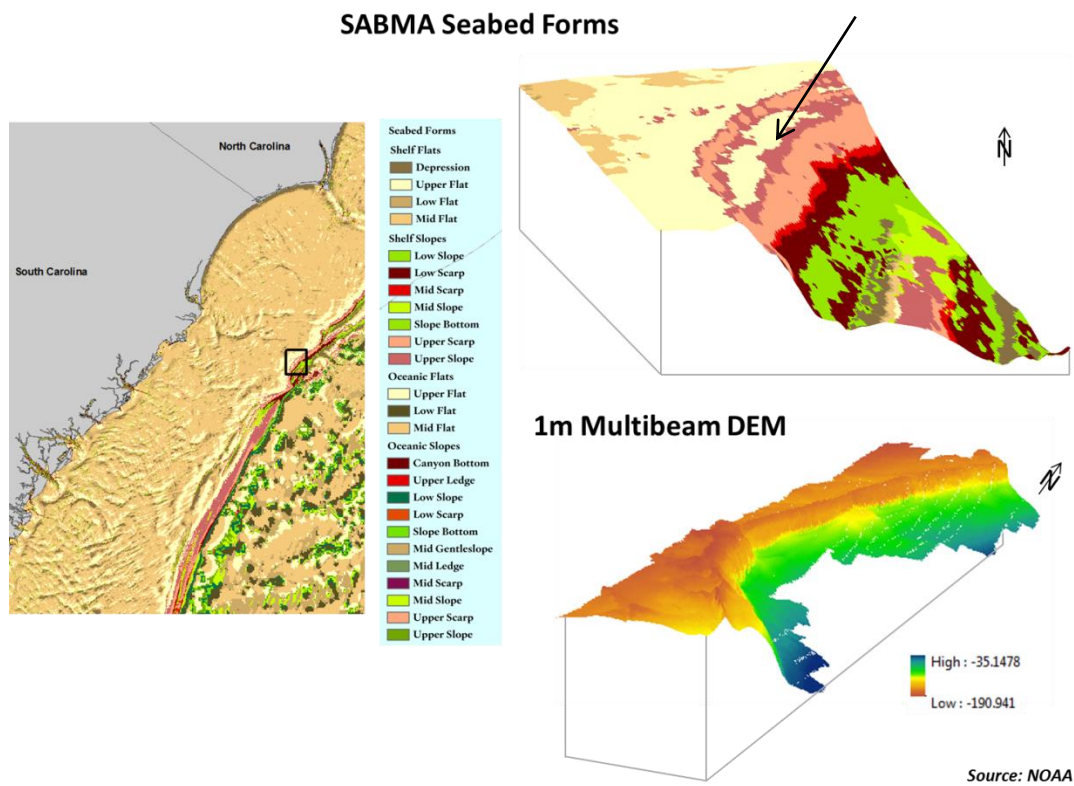 SABMA Seabed Forms
North Carolina
South Carolina
Seabed Forms
Shelf Flats
Depression
Upper Flat
Low Flat
Mid Flat
Shelf Slopes
Low Slope
Low Scarp
Mid Scarp
Mid Slope
Slope Bottom
Upper Scarp
Upper Slope
Oceanic Flats
Upper Flat
Low Flat
Mid Flat
Oceanic Slopes
Canyon Bottom
Upper Ledge
Low Slope
Low Scarp
Slope Bottom
Mid Gentleslope
Mid Ledge
Mid Scarp
Mid Slope
Upper Scarp
Upper Slope
N
1m Multibeam DEM
N
High : -35.1478
Low : -190.941
Source: NOAA